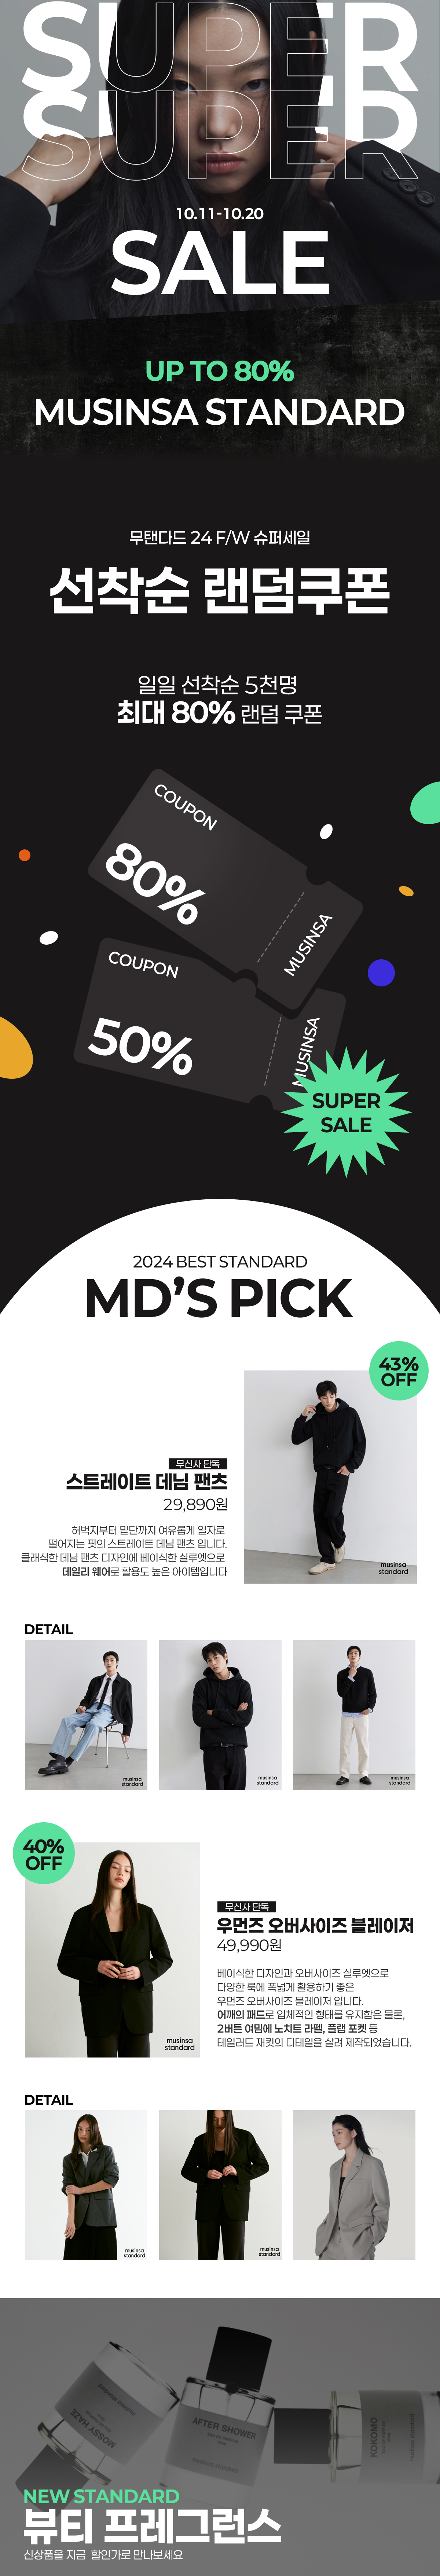 SUPER
SUPER
10.11-10.20
SALE
UP TO 80%
MUSINSA STANDARD
무탠다드 24 F/W 슈퍼세일
선착순 랜덤쿠폰
일일 선착순 5천명
최대 80% 랜덤 쿠폰
COUPON
80%
MUSINSA
COUPON
50%
MUSINSA
SUPER
SALE
2024 BEST STANDARD
MD'S PICK
43%
OFF
무신사 단독
스트레이트 데님 팬츠
29,890원
허벅지부터 밑단까지 여유롭게 일자로
떨어지는 핏의 스트레이트 데님 팬츠 입니다.
클래식한 데님 팬츠 디자인에 베이식한 실루엣으로
데일리 웨어로 활용도 높은 아이템입니다
musinsa
standard
DETAIL
musinsa
standard
musinsa
standard
musinsa
standard
40%
OFF
무신사 단독
우먼즈 오버사이즈 블레이저
49,990원
베이식한 디자인과 오버사이즈 실루엣으로
다양한 룩에 폭넓게 활용하기 좋은
우먼즈 오버사이즈 블레이저 입니다.
어깨의 패드로 입체적인 형태를 유지함은 물론,
2버튼 여밈에 노치트 라펠, 플랩 포켓 등
테일러드 재킷의 디테일을 살려 제작되었습니다.
musinsa
standard
DETAIL
musinsa
standard
musinsa
standard
MOSSY HAZE
AFTER SHOWER
KOKOMO
NEW STANDARD
뷰티 프레그런스
신상품을 지금 할인가로 만나보세요